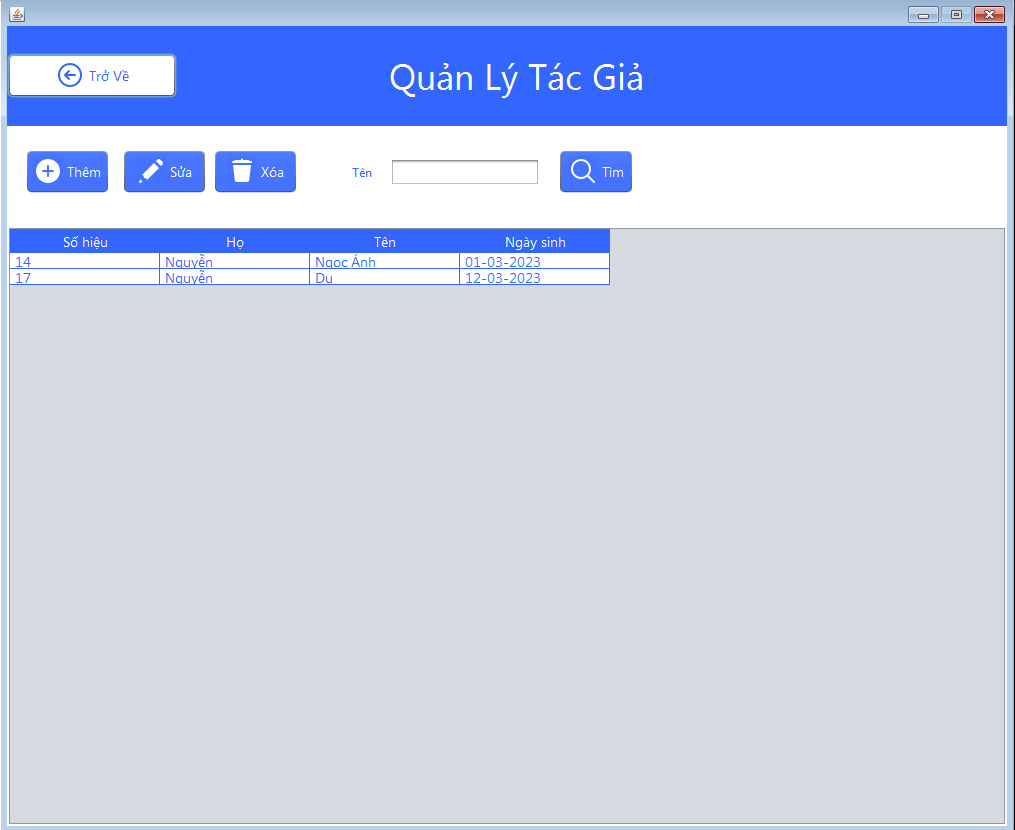 Trở Về
Quản Lý Tác Giả
Thêm Sửa Xóa Tên Tìm
Số hiệu Họ Tên Ngày sinh
14 Nguyễn Ngọc Ánh 01-03-2023
17 Nguyễn Du 12-03-2023